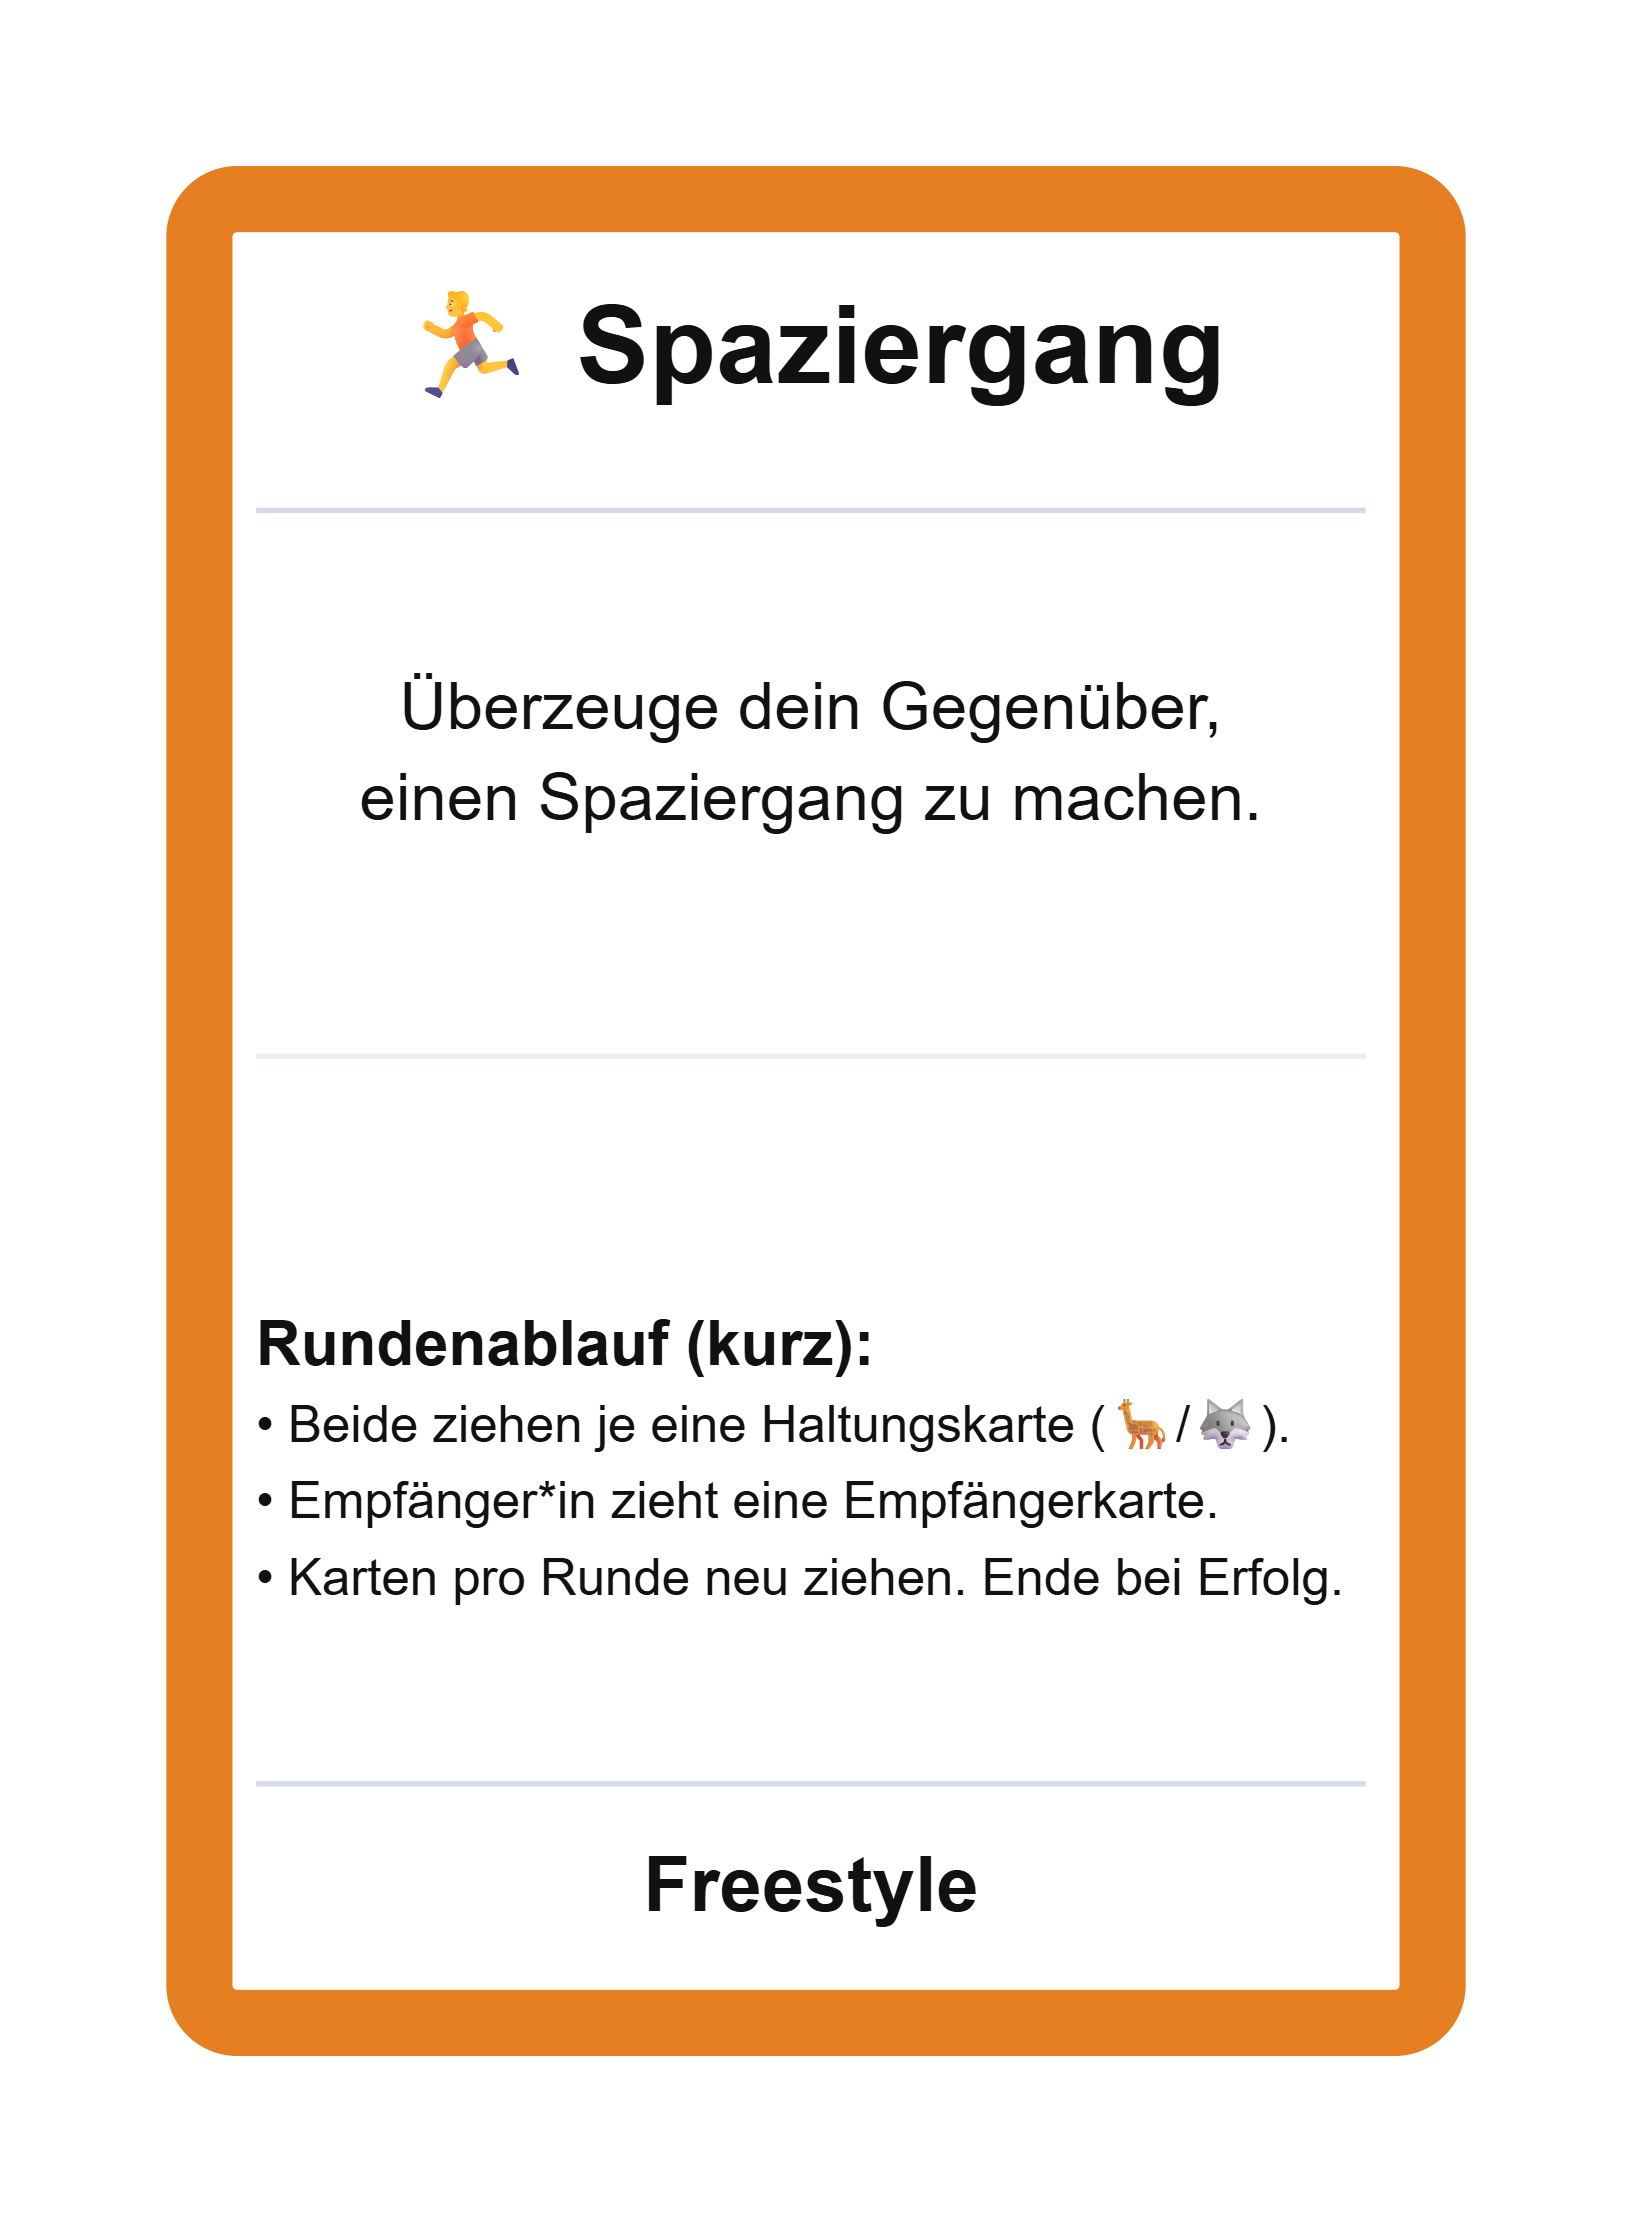 🏃 Spaziergang
Überzeuge dein Gegenüber,
einen Spaziergang zu machen.
Rundenablauf (kurz):
• Beide ziehen je eine Haltungskarte (🦒/🐺).
• Empfänger*in zieht eine Empfängerkarte.
• Karten pro Runde neu ziehen. Ende bei Erfolg.
Freestyle